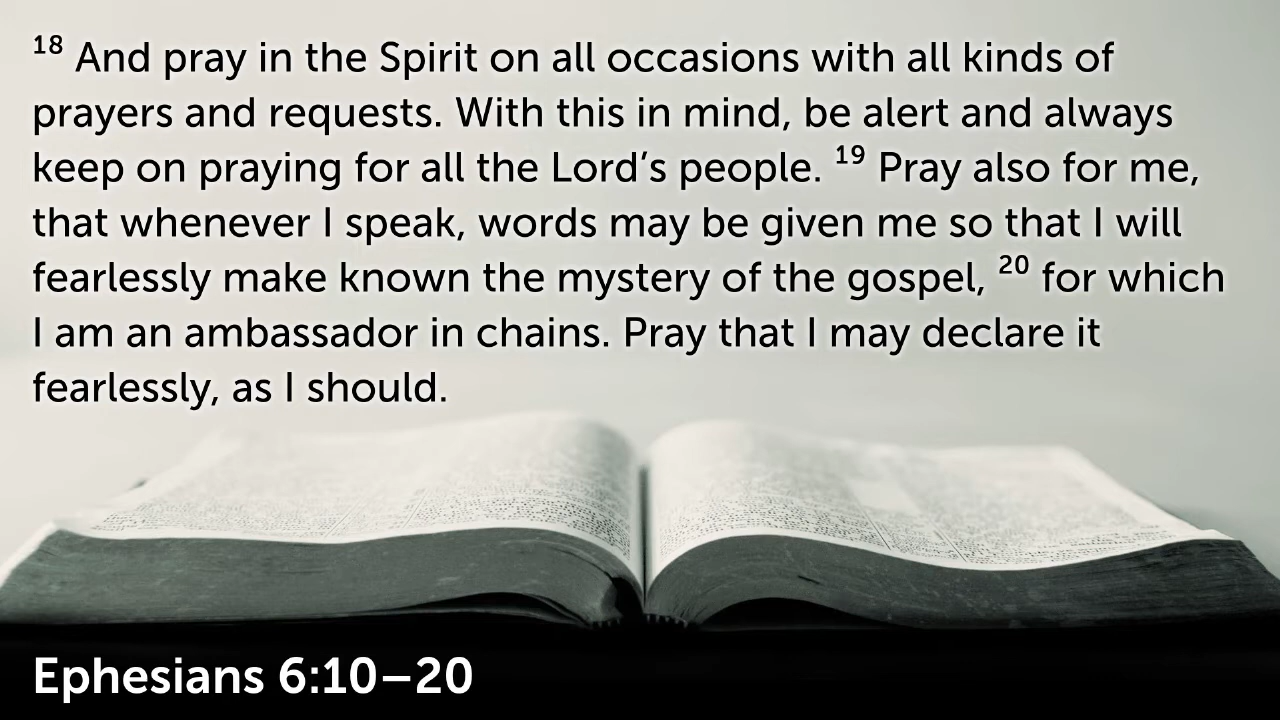 18 And pray in the Spirit on all occasions with all kinds of
prayers and requests. With this in mind, be alert and always
keep on praying for all the Lord’s people. 19 Pray also for me,
that whenever I speak, words may be given me so that I will
fearlessly make known the mystery of the gospel, 20 for which
I am an ambassador in chains. Pray that I may declare it
fearlessly, as I should.
Ephesians 6:10–20